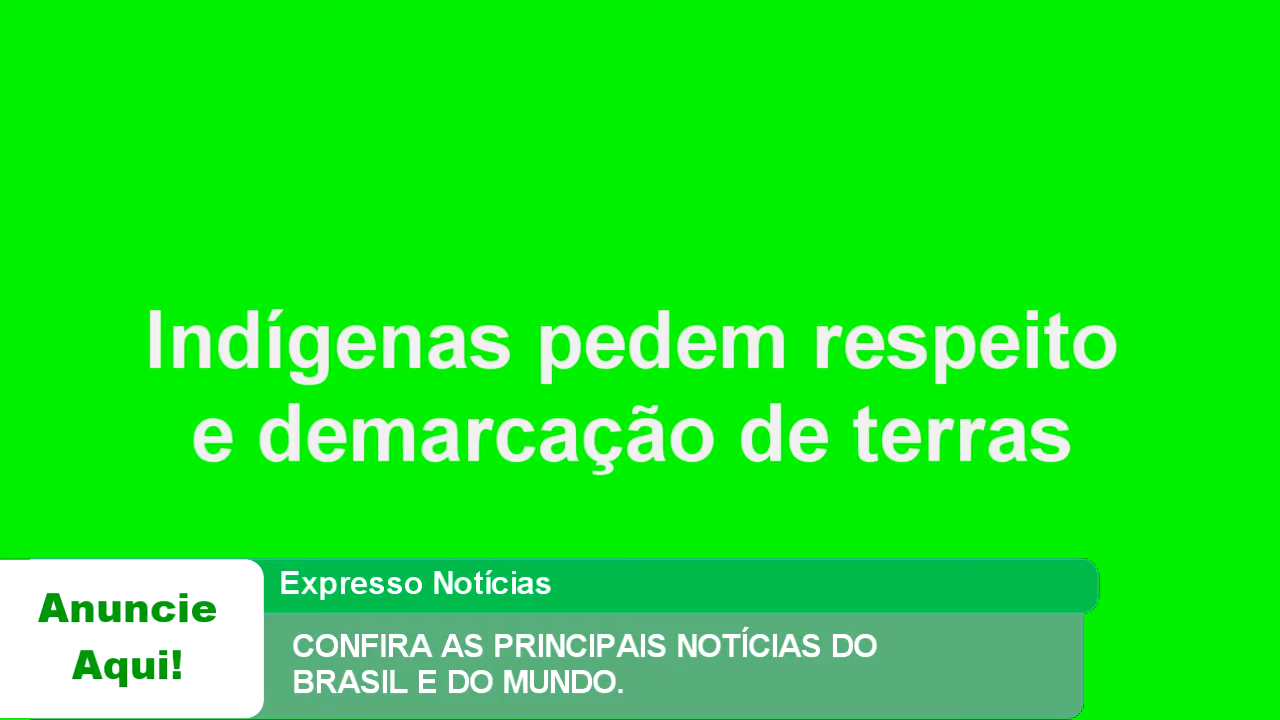 Indígenas pedem respeito
e demarcação de terras
Anuncie
Aqui!
Expresso Notícias
CONFIRA AS PRINCIPAIS NOTÍCIAS DO
BRASIL E DO MUNDO.